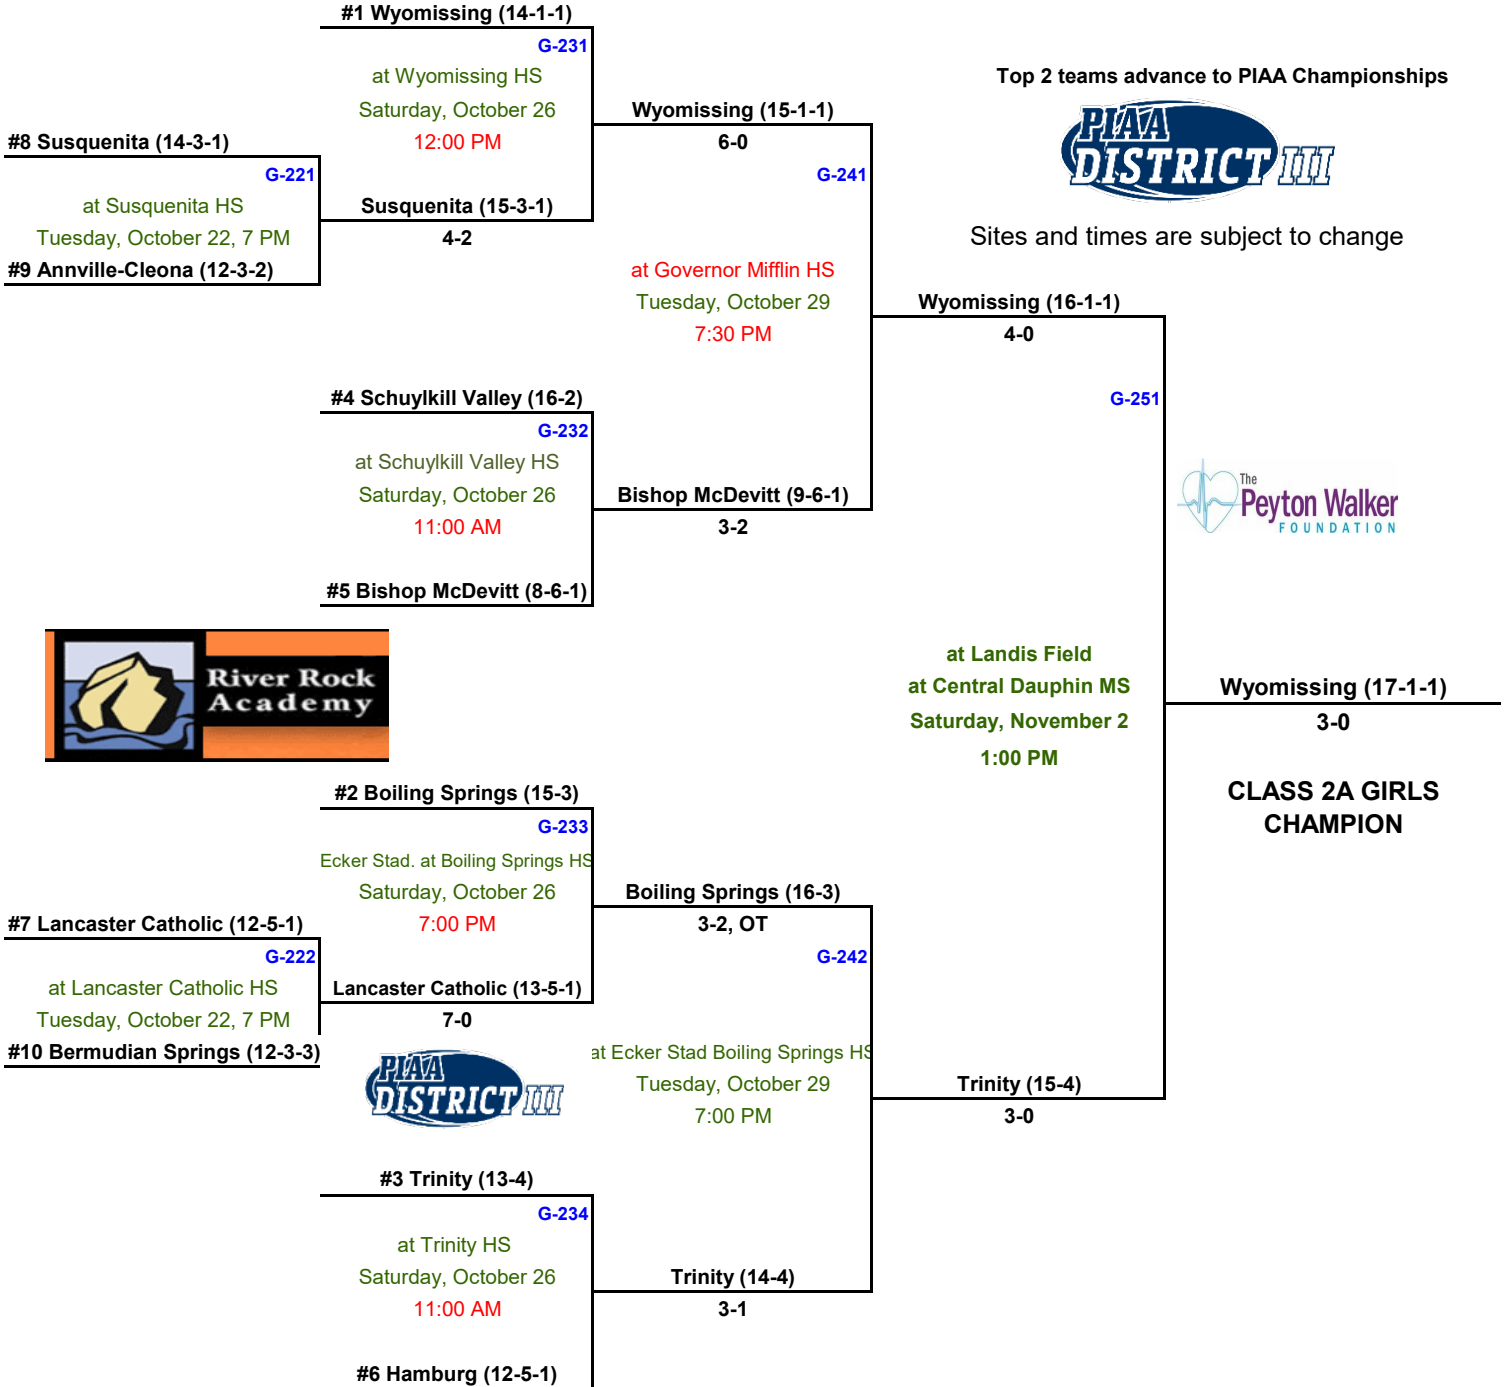 #1 Wyomissing (14-1-1)
G-231
at Wyomissing HS
Saturday, October 26
12:00 PM
#8 Susquenita (14-3-1)
G-221
at Susquenita HS
Tuesday, October 22, 7 PM
#9 Annville-Cleona (12-3-2)
Susquenita (15-3-1)
4-2
Wyomissing (15-1-1)
6-0
G-241
at Governor Mifflin HS
Tuesday, October 29
7:30 PM
#4 Schuylkill Valley (16-2)
G-232
at Schuylkill Valley HS
Saturday, October 26
11:00 AM
#5 Bishop McDevitt (8-6-1)
Bishop McDevitt (9-6-1)
3-2
Top 2 teams advance to PIAA Championships
PIAA
DISTRICT III
Sites and times are subject to change
Wyomissing (16-1-1)
4-0
G-251
The
Peyton Walker
FOUNDATION
River Rock
Academy
at Landis Field
at Central Dauphin MS
Saturday, November 2
1:00 PM
Wyomissing (17-1-1)
3-0
CLASS 2A GIRLS
CHAMPION
#2 Boiling Springs (15-3)
G-233
Ecker Stad. at Boiling Springs HS
Saturday, October 26
7:00 PM
#7 Lancaster Catholic (12-5-1)
G-222
at Lancaster Catholic HS
Tuesday, October 22, 7 PM
#10 Bermudian Springs (12-3-3)
Lancaster Catholic (13-5-1)
7-0
Boiling Springs (16-3)
3-2, OT
G-242
at Ecker Stad Boiling Springs HS
Tuesday, October 29
7:00 PM
PIAA
DISTRICT III
Trinity (15-4)
3-0
#3 Trinity (13-4)
G-234
at Trinity HS
Saturday, October 26
11:00 AM
#6 Hamburg (12-5-1)
Trinity (14-4)
3-1